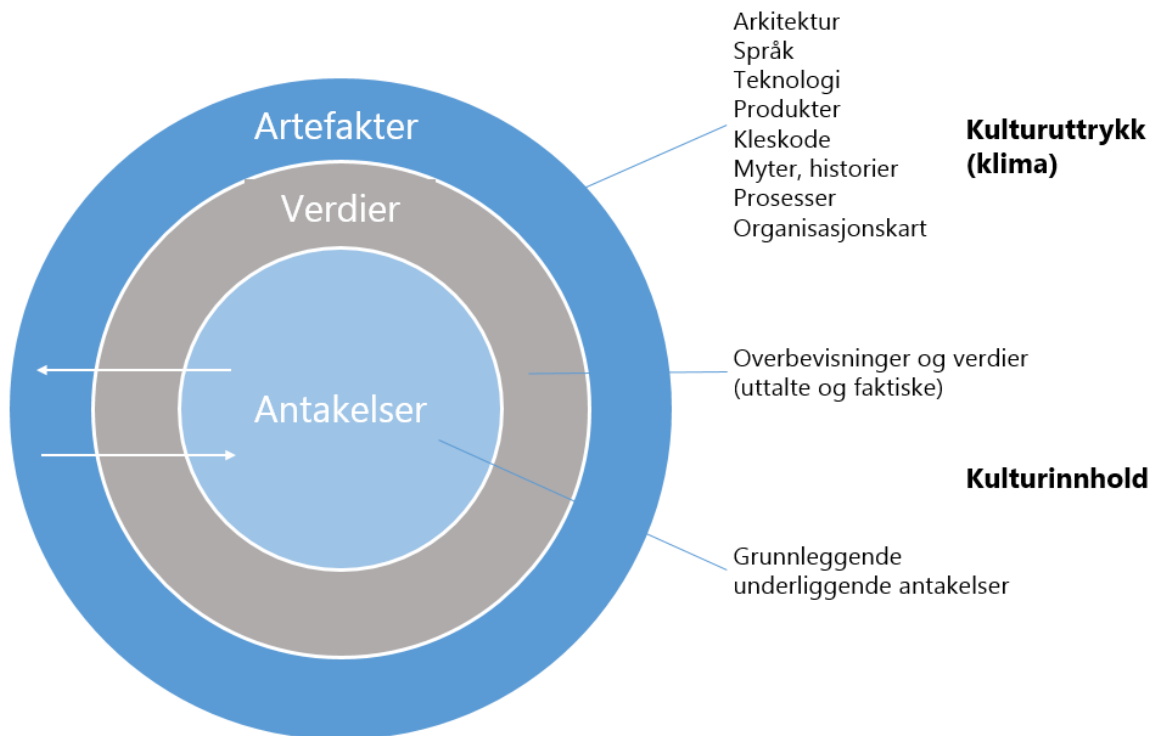 Artefakter
Verdier
Antakelser
Arkitektur
Språk
Teknologi
Produkter
Kleskode
Myter, historier
Prosesser
Organisasjonskart
Kulturuttrykk
(klima)
Overbevisninger og verdier
(uttalte og faktiske)
Kulturinnhold
Grunnleggende
underliggende antakelser